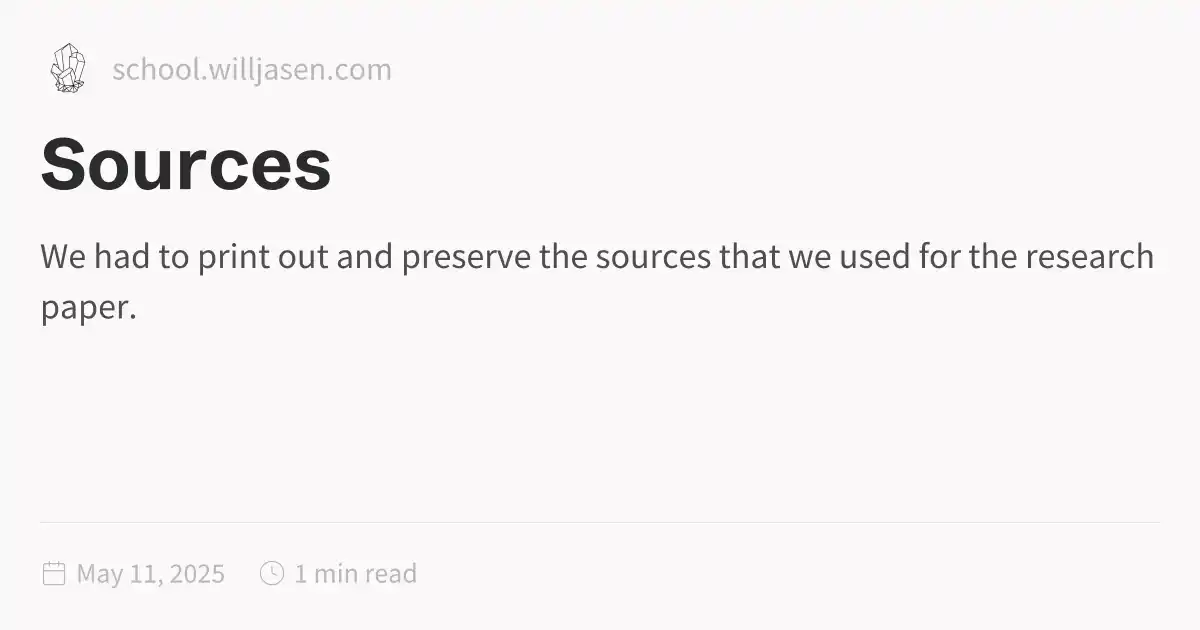 school.willjasen.com
Sources
We had to print out and preserve the sources that we used for the research
paper.
May 11, 2025 1 min read